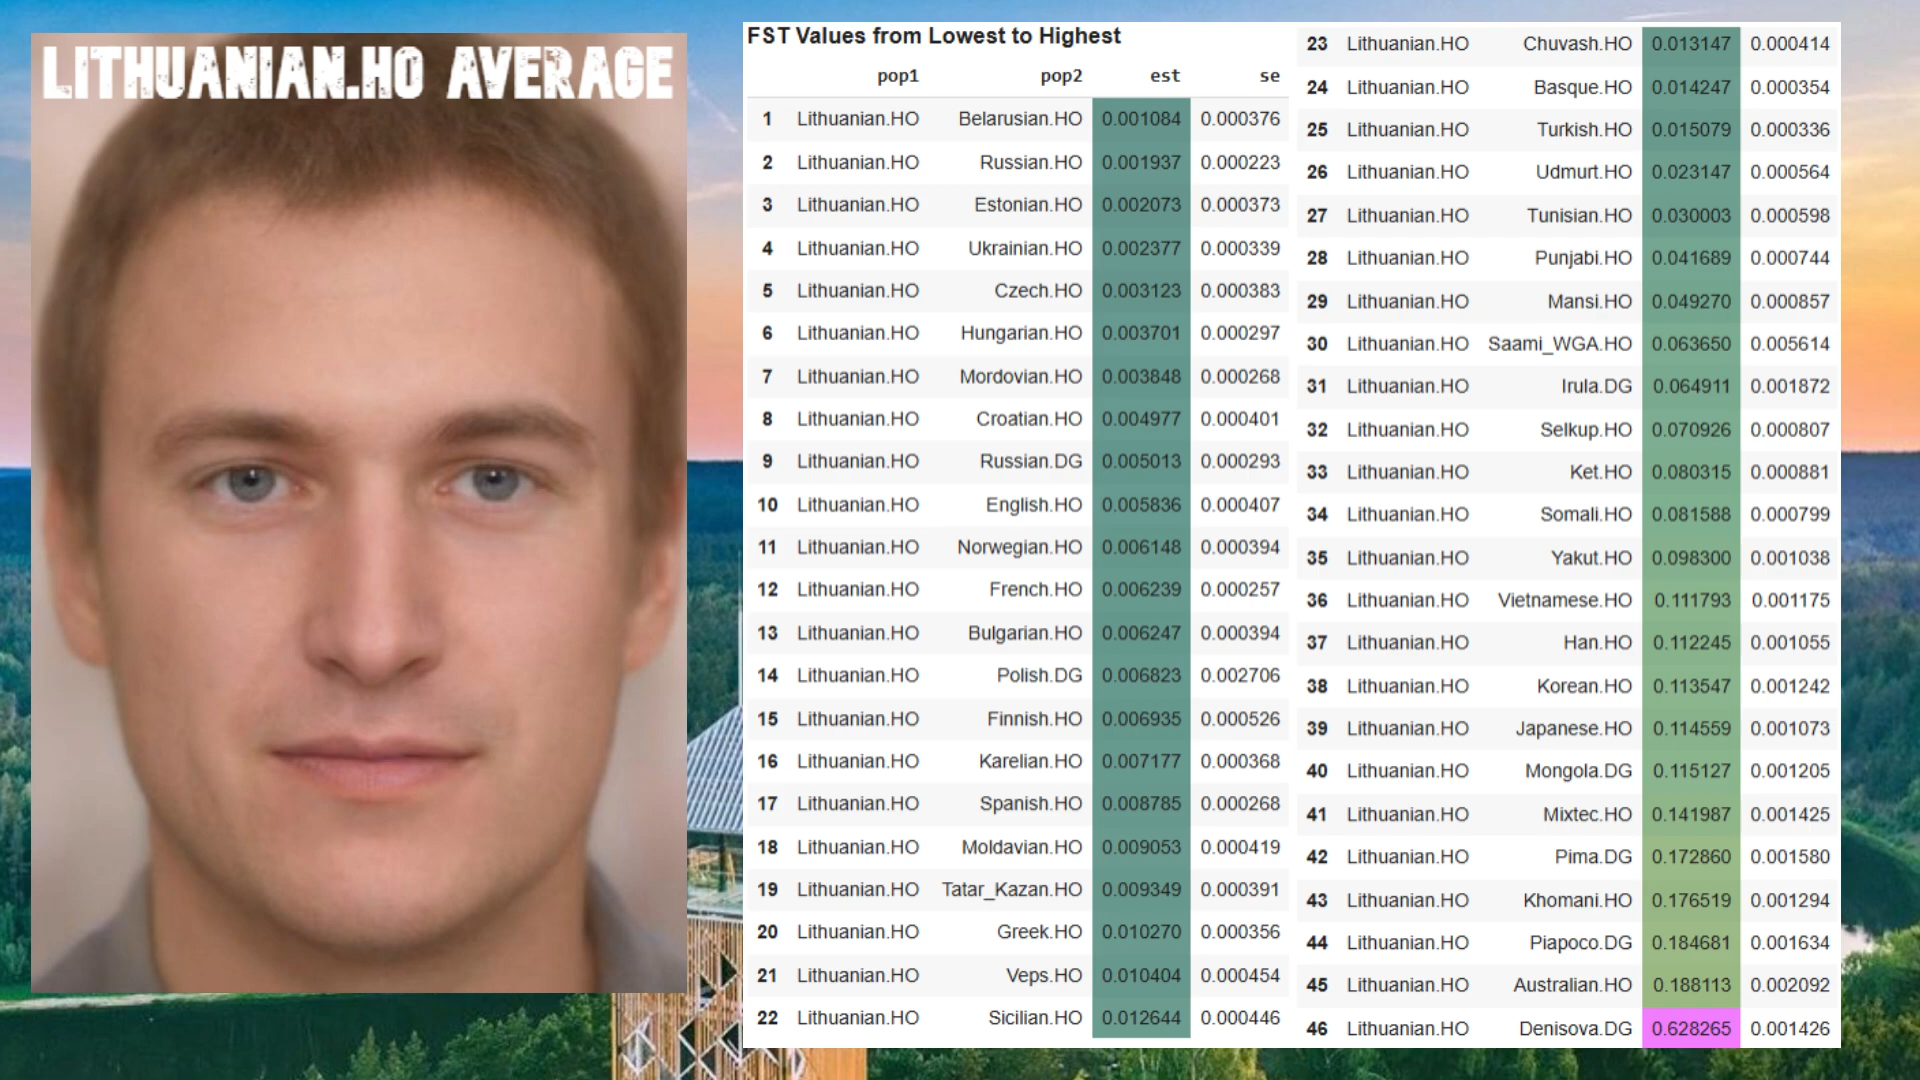 LITHUANIAN.HO AVERAGE
FST Values from Lowest to Highest
pop1 pop2 est se
1 Lithuanian.HO Belarusian.HO 0.001084 0.000376
2 Lithuanian.HO Russian.HO 0.001937 0.000223
3 Lithuanian.HO Estonian.HO 0.002073 0.000373
4 Lithuanian.HO Ukrainian.HO 0.002377 0.000339
5 Lithuanian.HO Czech.HO 0.003123 0.000383
6 Lithuanian.HO Hungarian.HO 0.003701 0.000297
7 Lithuanian.HO Mordovian.HO 0.003848 0.000268
8 Lithuanian.HO Croatian.HO 0.004977 0.000401
9 Lithuanian.HO Russian.DG 0.005013 0.000293
10 Lithuanian.HO English.HO 0.005836 0.000407
11 Lithuanian.HO Norwegian.HO 0.006148 0.000394
12 Lithuanian.HO French.HO 0.006239 0.000257
13 Lithuanian.HO Bulgarian.HO 0.006247 0.000394
14 Lithuanian.HO Polish.DG 0.006823 0.002706
15 Lithuanian.HO Finnish.HO 0.006935 0.000526
16 Lithuanian.HO Karelian.HO 0.007177 0.000368
17 Lithuanian.HO Spanish.HO 0.008785 0.000268
18 Lithuanian.HO Moldavian.HO 0.009053 0.000419
19 Lithuanian.HO Tatar_Kazan.HO 0.009349 0.000391
20 Lithuanian.HO Greek.HO 0.010270 0.000356
21 Lithuanian.HO Veps.HO 0.010404 0.000454
22 Lithuanian.HO Sicilian.HO 0.012644 0.000446
23 Lithuanian.HO Chuvash.HO 0.013147 0.000414
24 Lithuanian.HO Basque.HO 0.014247 0.000354
25 Lithuanian.HO Turkish.HO 0.015079 0.000336
26 Lithuanian.HO Udmurt.HO 0.023147 0.000564
27 Lithuanian.HO Tunisian.HO 0.030003 0.000598
28 Lithuanian.HO Punjabi.HO 0.041689 0.000744
29 Lithuanian.HO Mansi.HO 0.049270 0.000857
30 Lithuanian.HO Saami_WGA.HO 0.063650 0.005614
31 Lithuanian.HO Irula.DG 0.064911 0.001872
32 Lithuanian.HO Selkup.HO 0.070926 0.000807
33 Lithuanian.HO Ket.HO 0.080315 0.000881
34 Lithuanian.HO Somali.HO 0.081588 0.000799
35 Lithuanian.HO Yakut.HO 0.098300 0.001038
36 Lithuanian.HO Vietnamese.HO 0.111793 0.001175
37 Lithuanian.HO Han.HO 0.112245 0.001055
38 Lithuanian.HO Korean.HO 0.113547 0.001242
39 Lithuanian.HO Japanese.HO 0.114559 0.001073
40 Lithuanian.HO Mongola.DG 0.115127 0.001205
41 Lithuanian.HO Mixtec.HO 0.141987 0.001425
42 Lithuanian.HO Pima.DG 0.172860 0.001580
43 Lithuanian.HO Khomani.HO 0.176519 0.001294
44 Lithuanian.HO Piapoco.DG 0.184681 0.001634
45 Lithuanian.HO Australian.HO 0.188113 0.002092
46 Lithuanian.HO Denisova.DG 0.628265 0.001426